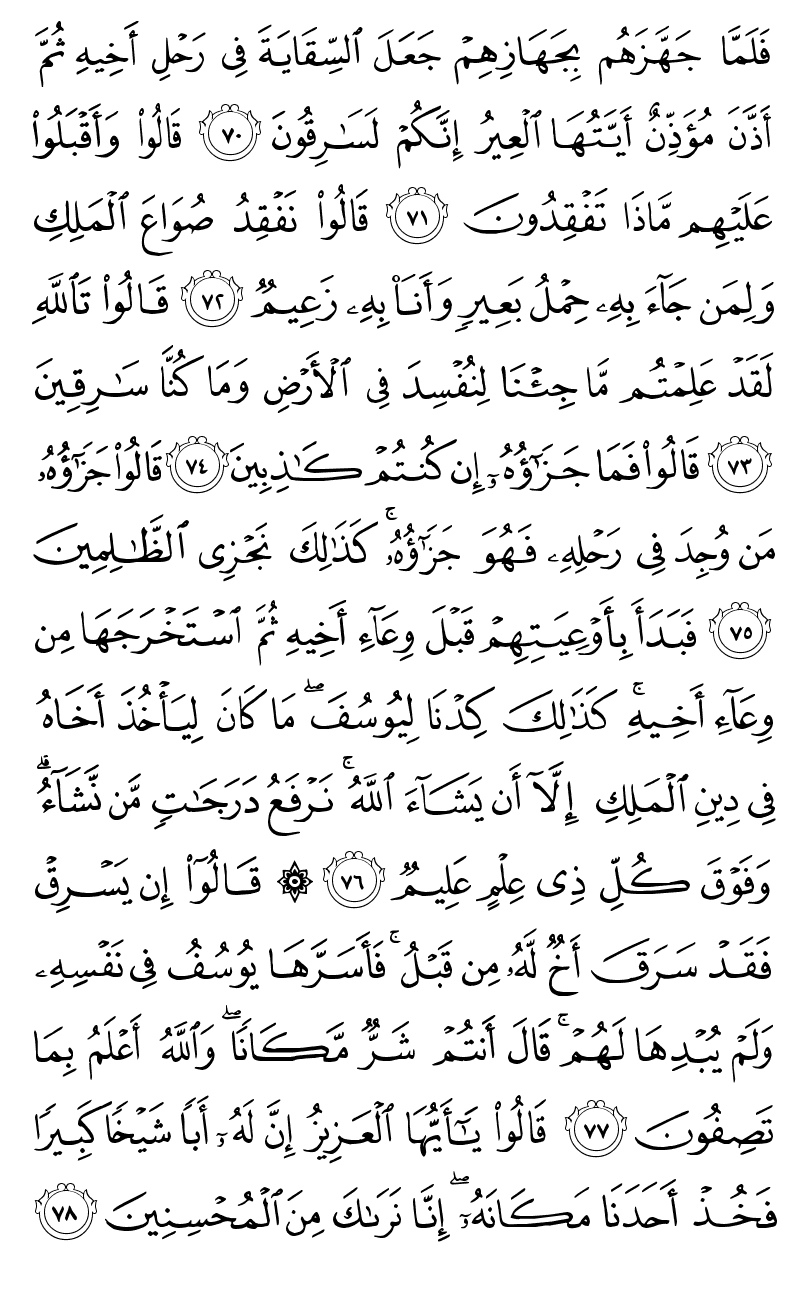 فَلَمَّا جَهَّزَهُم بِجَهَازِهِمْ جَعَلَ ٱلسِّقَايَةَ فِى رَحْلِ أَخِيهِ ثُمَّ
أَذَّنَ مُؤَذِّنٌ أَيَّتُهَا ٱلْعِيرُ إِنَّكُمْ لَسَـٰرِقُونَ ٧٠ قَالُوا۟ وَأَقْبَلُوا۟
عَلَيْهِم مَّاذَا تَفْقِدُونَ ٧١ قَالُوا۟ نَفْقِدُ صُوَاعَ ٱلْمَلِكِ
وَلِمَن جَآءَ بِهِۦ حِمْلُ بَعِيرٍ وَأَنَا۠ بِهِۦ زَعِيمٌ ٧٢ قَالُوا۟ تَٱللَّهِ
لَقَدْ عَلِمْتُم مَّا جِئْنَا لِنُفْسِدَ فِى ٱلْأَرْضِ وَمَا كُنَّا سَـٰرِقِينَ
٧٣ قَالُوا۟ فَمَا جَزَٰٓؤُهُۥٓ إِن كُنتُمْ كَـٰذِبِينَ ٧٤ قَالُوا۟ جَزَٰٓؤُهُۥ
مَن وُجِدَ فِى رَحْلِهِۦ فَهُوَ جَزَٰٓؤُهُۥ ۚ كَذَٰلِكَ نَجْزِى ٱلظَّـٰلِمِينَ
٧٥ فَبَدَأَ بِأَوْعِيَتِهِمْ قَبْلَ وِعَآءِ أَخِيهِ ثُمَّ ٱسْتَخْرَجَهَا مِن
وِعَآءِ أَخِيهِ ۚ كَذَٰلِكَ كِدْنَا لِيُوسُفَ ۖ مَا كَانَ لِيَأْخُذَ أَخَاهُ
فِى دِينِ ٱلْمَلِكِ إِلَّآ أَن يَشَآءَ ٱللَّهُ ۚ نَرْفَعُ دَرَجَـٰتٍ مَّن نَّشَآءُ ۗ
وَفَوْقَ كُلِّ ذِى عِلْمٍ عَلِيمٌ ٧٦ ۞ قَالُوٓا۟ إِن يَسْرِقْ
فَقَدْ سَرَقَ أَخٌ لَّهُۥ مِن قَبْلُ ۚ فَأَسَرَّهَا يُوسُفُ فِى نَفْسِهِۦ
وَلَمْ يُبْدِهَا لَهُمْ ۚ قَالَ أَنتُمْ شَرٌّ مَّكَانًا ۖ وَٱللَّهُ أَعْلَمُ بِمَا
تَصِفُونَ ٧٧ قَالُوا۟ يَـٰٓأَيُّهَا ٱلْعَزِيزُ إِنَّ لَهُۥٓ أَبًا شَيْخًا كَبِيرًا
فَخُذْ أَحَدَنَا مَكَانَهُۥٓ ۖ إِنَّا نَرَىٰكَ مِنَ ٱلْمُحْسِنِينَ ٧٨